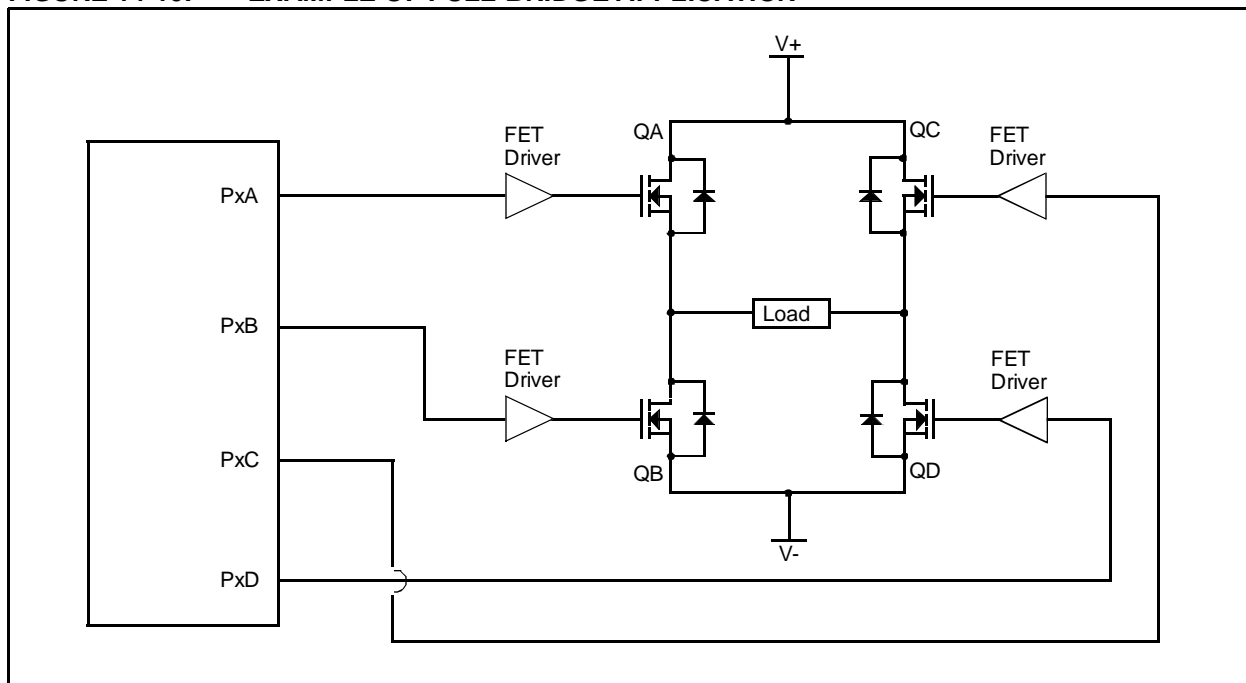 V+
QA
QC
FET
Driver
FET
Driver
PxA
PxB
Load
FET
Driver
FET
Driver
PxC
QB
QD
V-
PxD